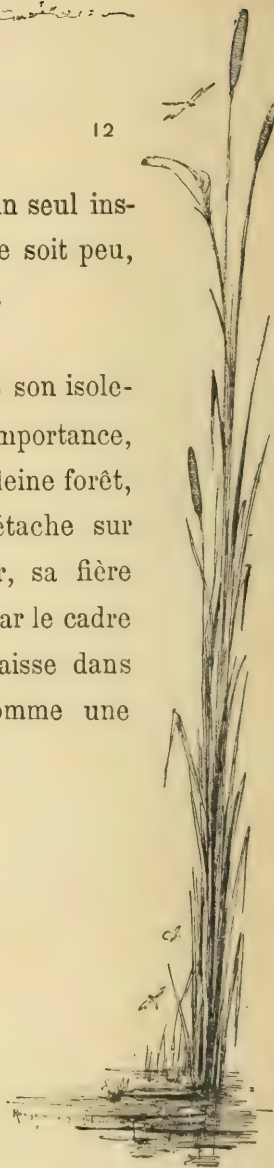 12
n seul ins-
e soit peu,
son isole-
mportance,
leine forêt,
étache sur
r, sa fière
ar le cadre
aisse dans
omme une